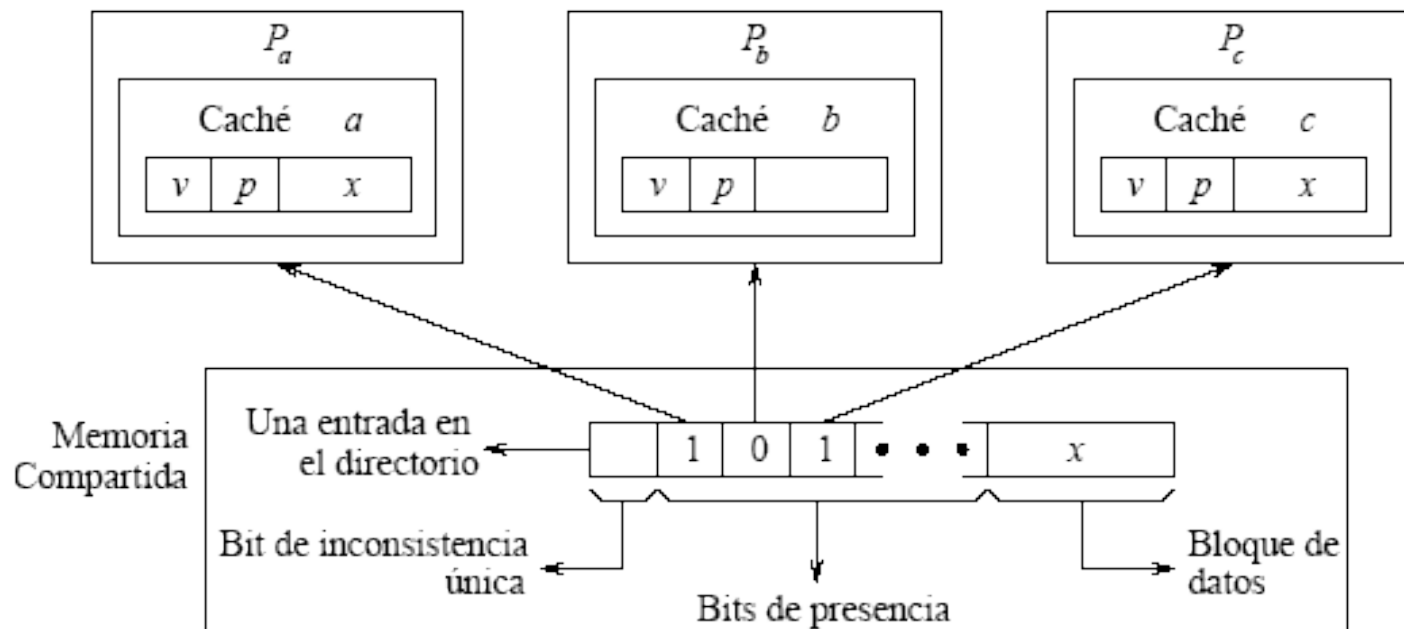 P_a P_b P_c
Caché a Caché b Caché c
v p x v p v p x
Memoria
Compartida
Una entrada en
el directorio
1 0 1 • • • x
Bit de inconsistencia
única
Bits de presencia
Bloque de
datos